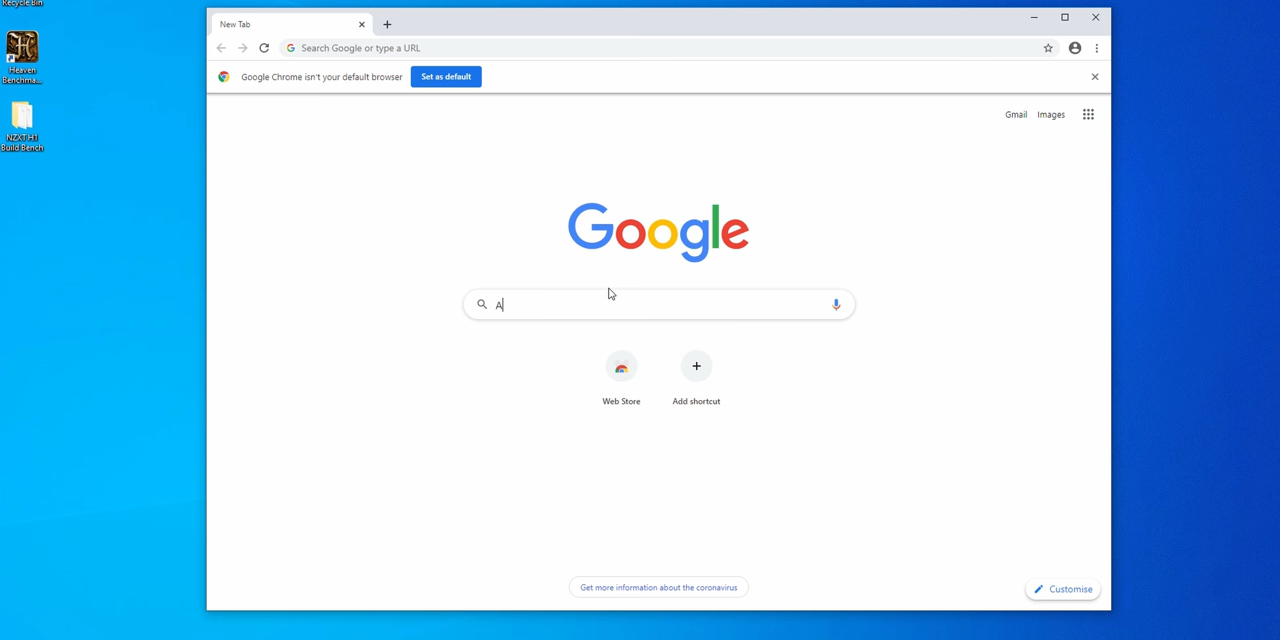 Recycle Bin
Heaven
Benchma...
NZXT H1
Build Bench
New Tab
Search Google or type a URL
Google Chrome isn't your default browser
Set as default
Gmail
Images
Google
A
Web Store
Add shortcut
Get more information about the coronavirus
Customise